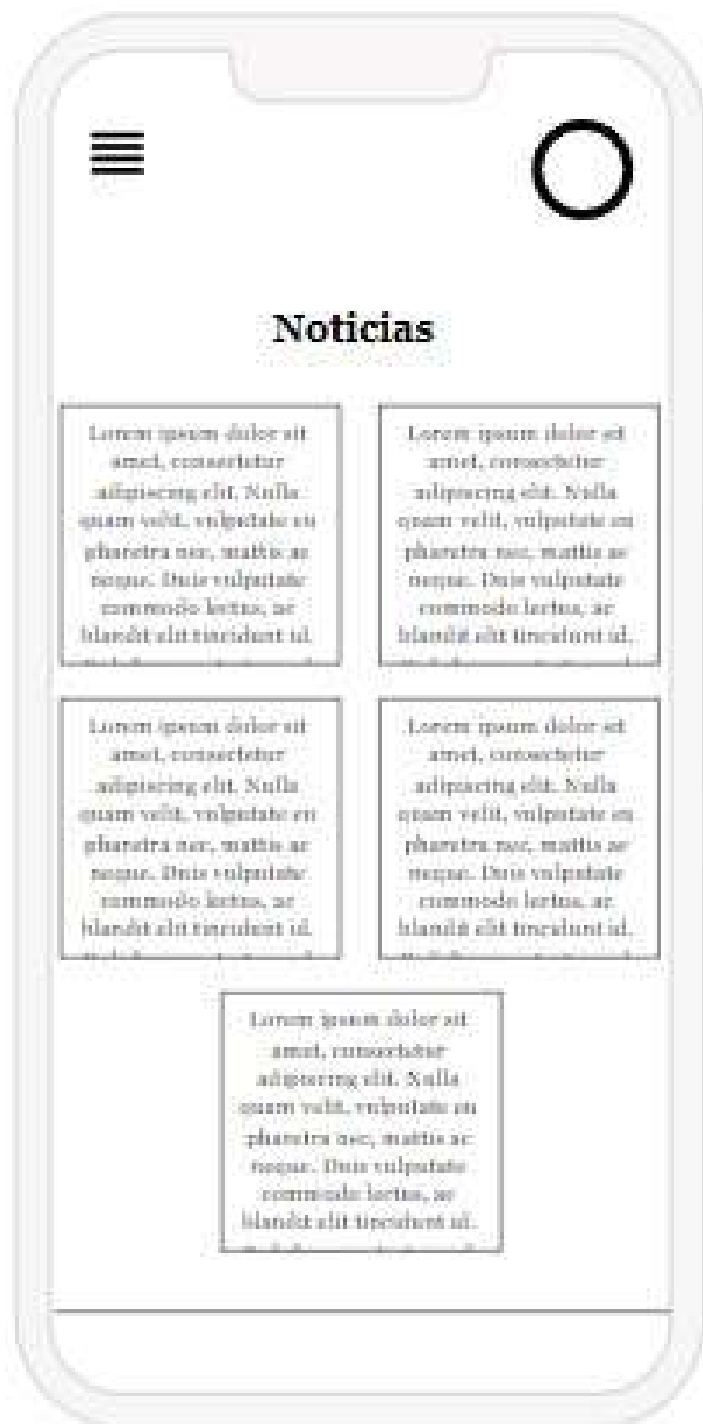 Noticias
Lorem ipsum dolor sit
amet, consectetur
adipiscing elit. Nulla
quam velit, vulputate eu
pharetra nec, mattis ac
neque. Duis vulputate
commodo lectus, ac
blandit elit tincidunt id.
Lorem ipsum dolor sit
amet, consectetur
adipiscing elit. Nulla
quam velit, vulputate eu
pharetra nec, mattis ac
neque. Duis vulputate
commodo lectus, ac
blandit elit tincidunt id.
Lorem ipsum dolor sit
amet, consectetur
adipiscing elit. Nulla
quam velit, vulputate eu
pharetra nec, mattis ac
neque. Duis vulputate
commodo lectus, ac
blandit elit tincidunt id.
Lorem ipsum dolor sit
amet, consectetur
adipiscing elit. Nulla
quam velit, vulputate eu
pharetra nec, mattis ac
neque. Duis vulputate
commodo lectus, ac
blandit elit tincidunt id.
Lorem ipsum dolor sit
amet, consectetur
adipiscing elit. Nulla
quam velit, vulputate eu
pharetra nec, mattis ac
neque. Duis vulputate
commodo lectus, ac
blandit elit tincidunt id.